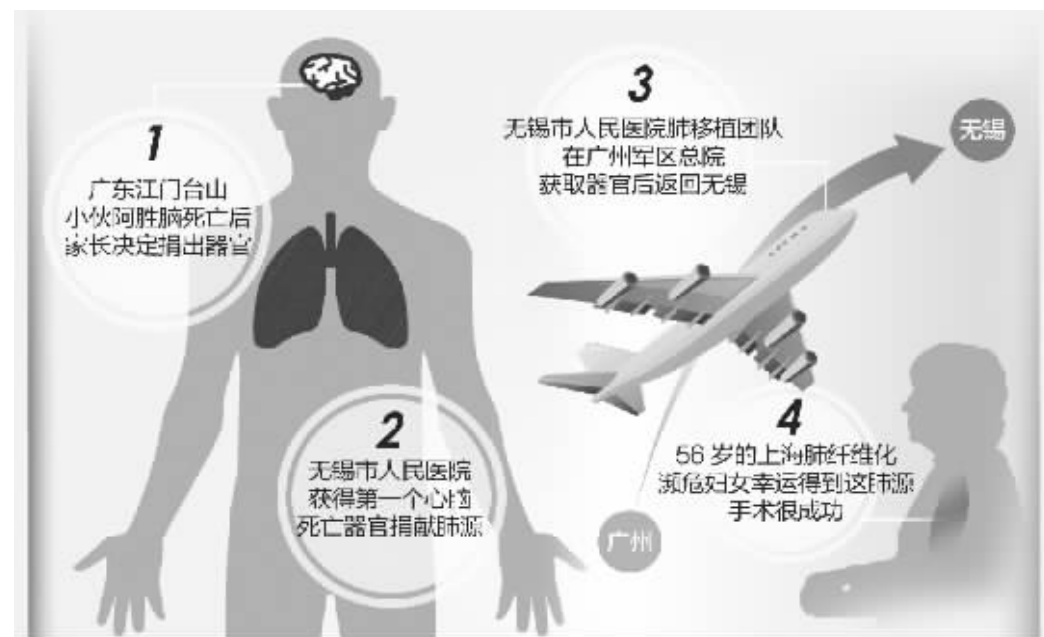 1
广东江门台山
小伙阿胜脑死亡后
家长决定捐出器官
2
无锡市人民医院
获得第一个心脑
死亡器官捐献肺源
3
无锡市人民医院肺移植团队
在广州军区总院
获取器官后返回无锡
无锡
4
56 岁的上海肺纤维化
濒危妇女幸运得到这肺源
手术很成功
广州